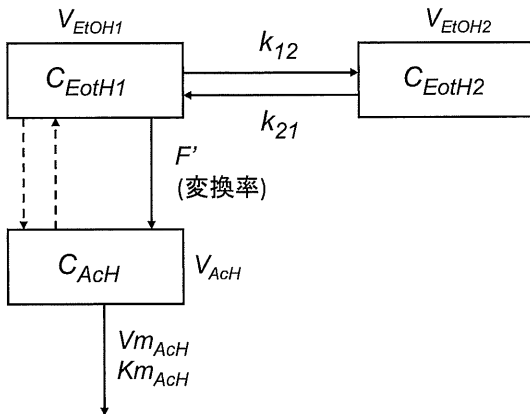 V_EtOH1
C_EotH1
k_12
k_21
V_EtOH2
C_EotH2
F'
(変換率)
C_AcH
V_AcH
Vm_AcH
Km_AcH